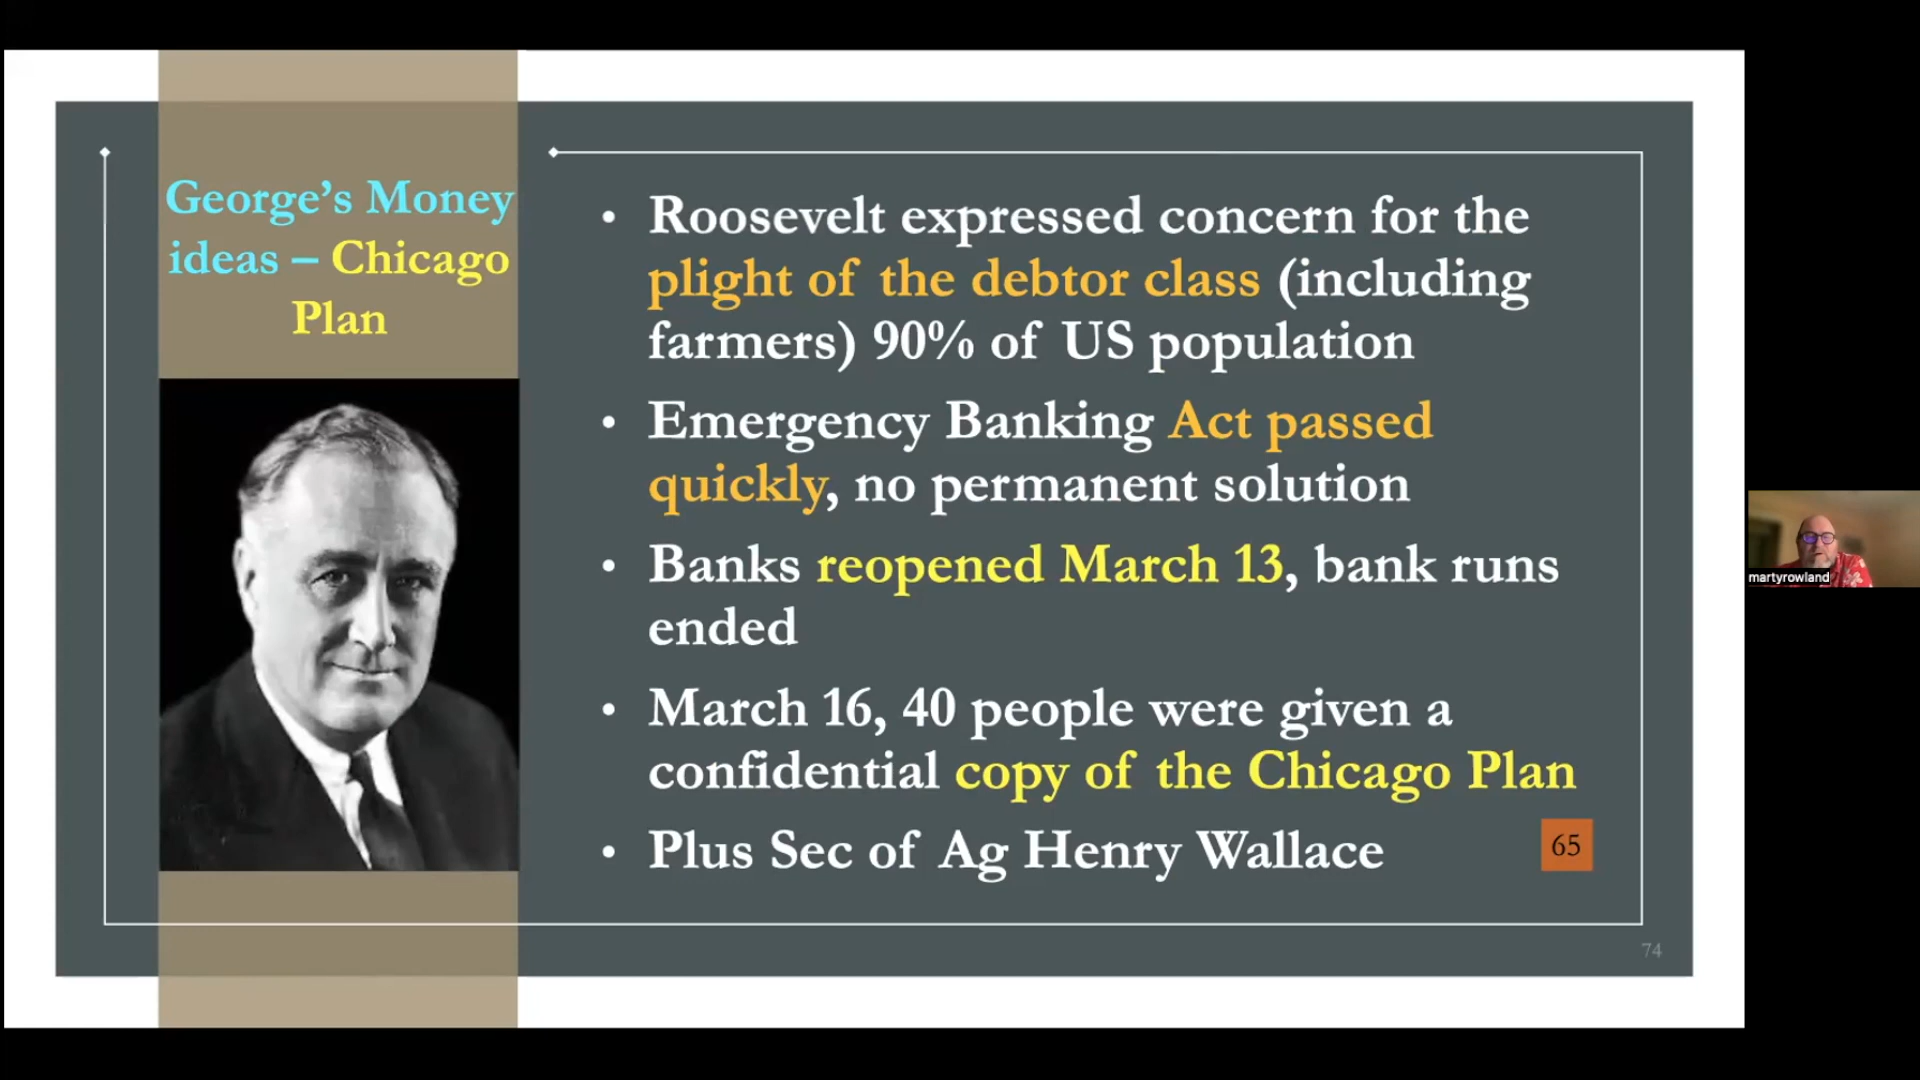 George’s Money
ideas – Chicago
Plan
• Roosevelt expressed concern for the
plight of the debtor class (including
farmers) 90% of US population
• Emergency Banking Act passed
quickly, no permanent solution
• Banks reopened March 13, bank runs
ended
• March 16, 40 people were given a
confidential copy of the Chicago Plan
• Plus Sec of Ag Henry Wallace
65
74
martyrowland